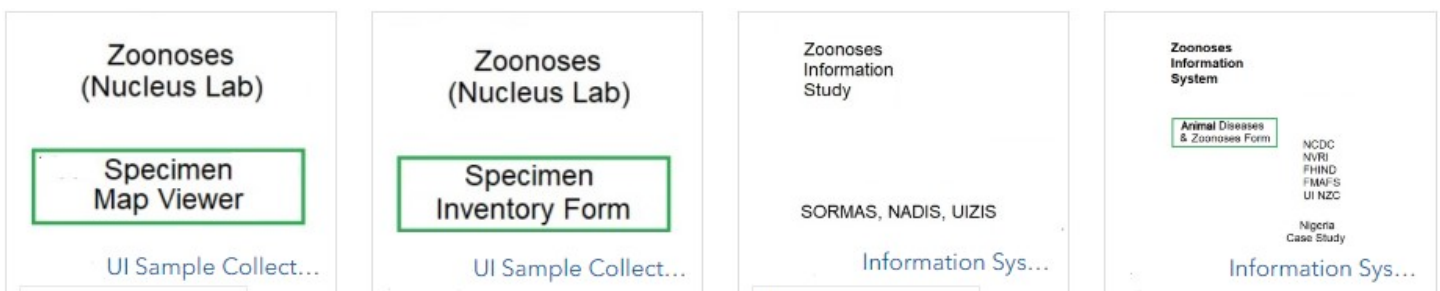 Zoonoses
(Nucleus Lab)
Specimen
Map Viewer
UI Sample Collect...
Zoonoses
(Nucleus Lab)
Specimen
Inventory Form
UI Sample Collect...
Zoonoses
Information
Study
SORMAS, NADIS, UIZIS
Information Sys...
Zoonoses
Information
System
Animal Diseases
& Zoonoses Form
NCDC
NVRI
FHIND
FMAFS
UI NZC
Nigeria
Case Study
Information Sys...